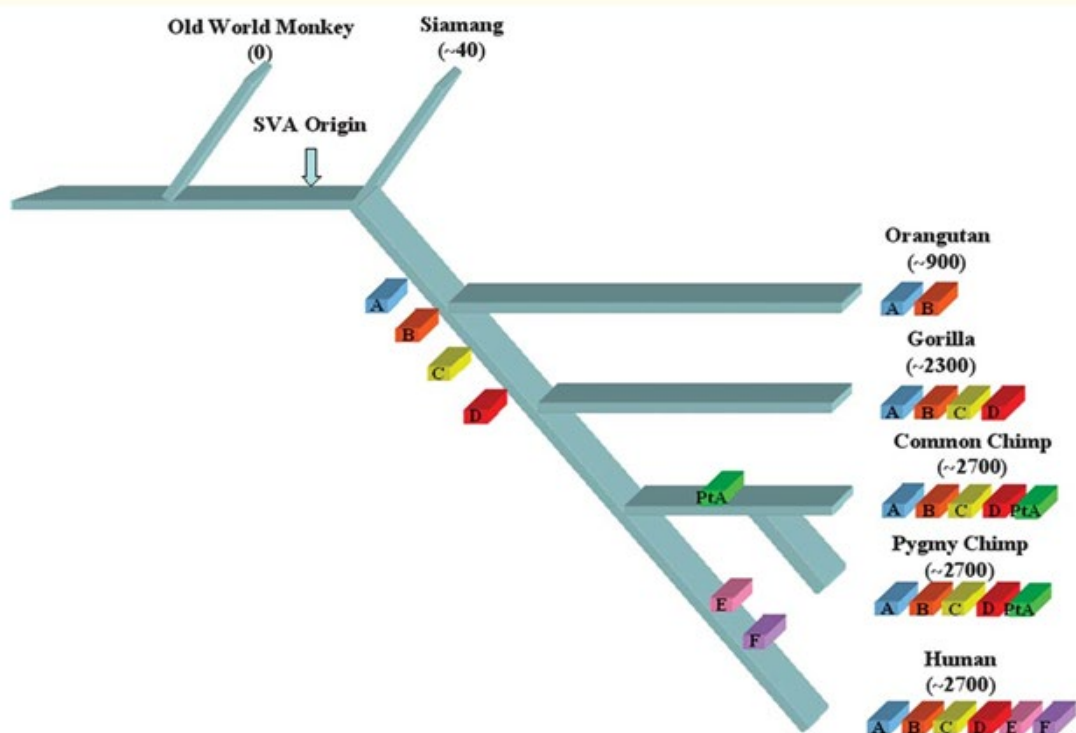 Old World Monkey
(0)
Siamang
(~40)
SVA Origin
A
B
C
D
Orangutan
(~900)
A B
Gorilla
(~2300)
A B C D
Common Chimp
(~2700)
A B C D PtA
PtA
Pygmy Chimp
(~2700)
A B C D PtA
E
F
Human
(~2700)
A B C D E F